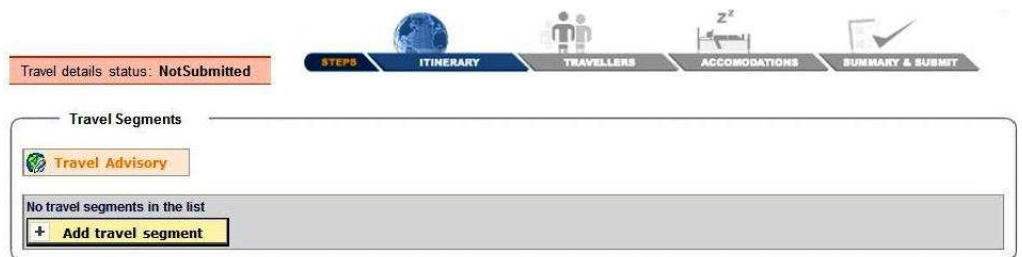 zz
Travel details status: NotSubmitted
STEPS ITINERARY TRAVELLERS ACCOMODATIONS SUMMARY & SUBMIT
Travel Segments
Travel Advisory
No travel segments in the list
+ Add travel segment